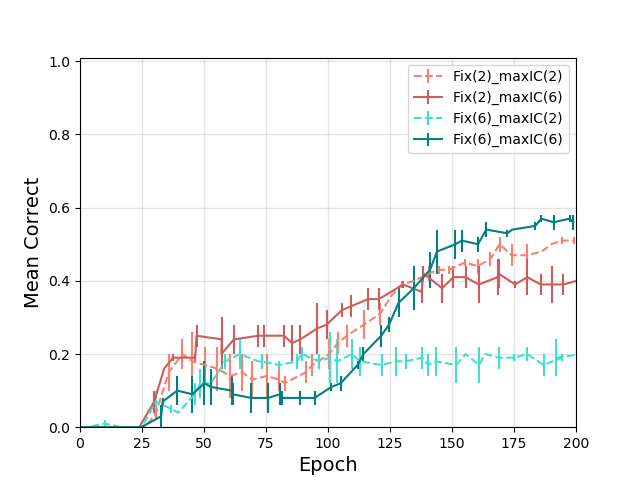 1.0
0.8
0.6
0.4
0.2
0.0
Mean Correct
Fix(2)_maxIC(2)
Fix(2)_maxIC(6)
Fix(6)_maxIC(2)
Fix(6)_maxIC(6)
0 25 50 75 100 125 150 175 200
Epoch